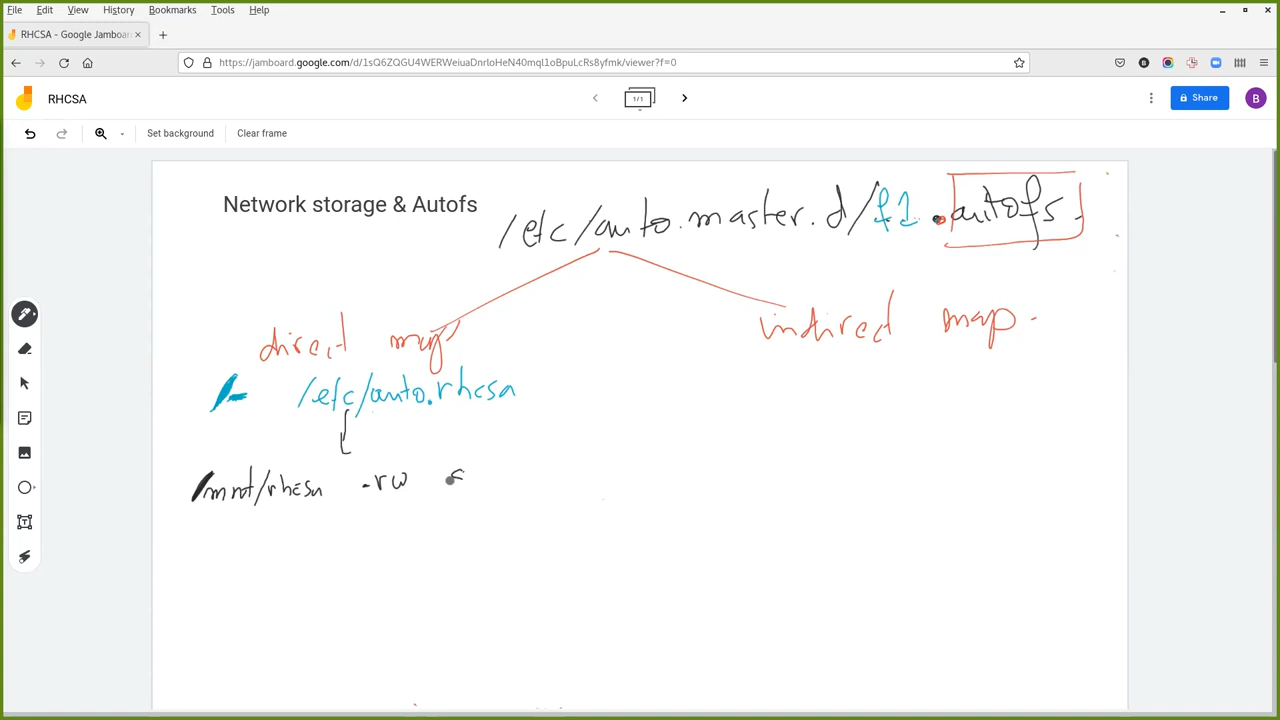 File Edit View History Bookmarks Tools Help
RHCSA - Google Jamboar
https://jamboard.google.com/d/1sQ6ZQGU4WERWeiuaDnrIoHeN40mql1oBpuLcRs8yfmk/viewer?f=0
RHCSA
1/1
Share
B
Set background Clear frame
Network storage & Autofs
/etc/auto.master.d/f1.autofs.
direct map
indirect map.
/- /etc/auto.rhcsa
/mnt/rhcsa -rw s